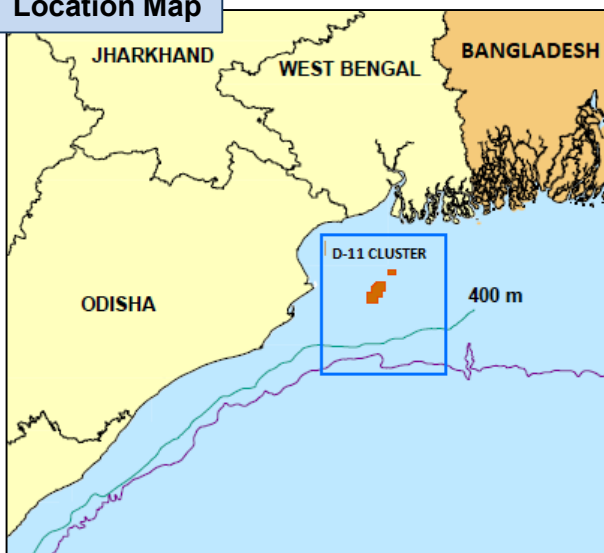 Location Map
JHARKHAND
WEST BENGAL
BANGLADESH
D-11 CLUSTER
400 m
ODISHA